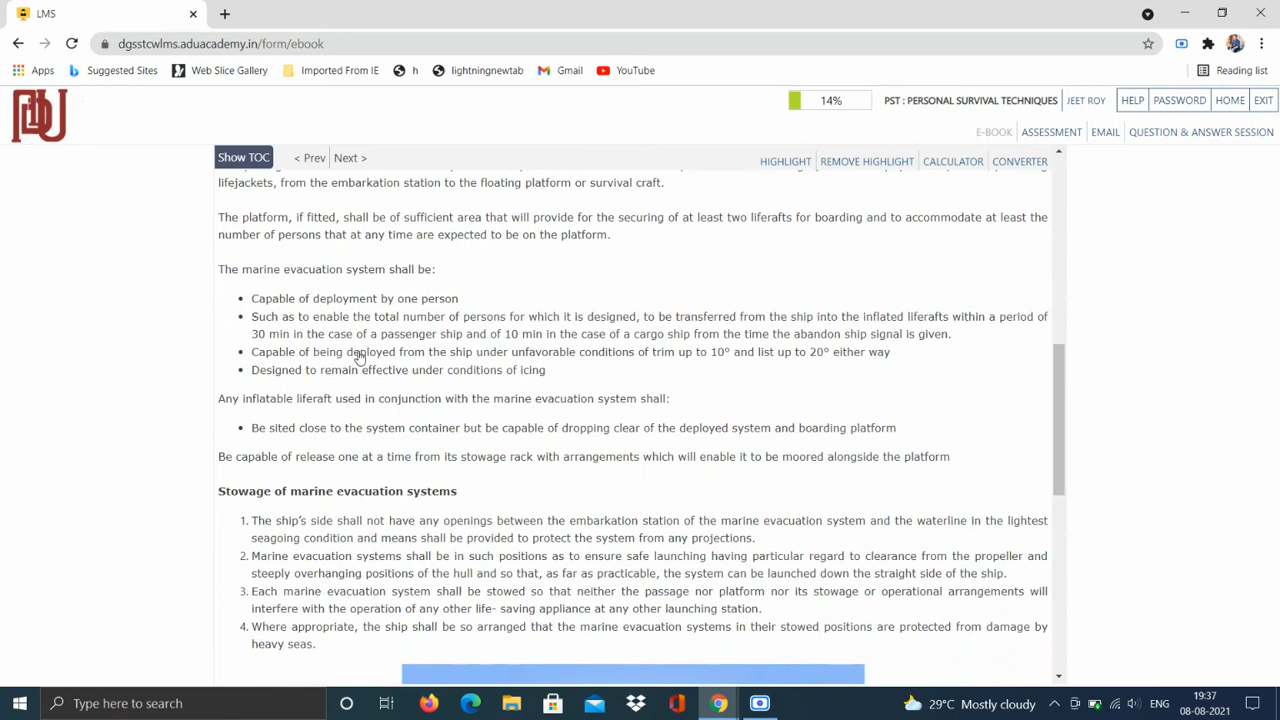 LMS
dgsstcwlms.aduacademy.in/form/ebook
Apps Suggested Sites Web Slice Gallery Imported From IE h lightningnewtab Gmail YouTube Reading list
14% PST : PERSONAL SURVIVAL TECHNIQUES JEET ROY HELP PASSWORD HOME EXIT
E-BOOK ASSESSMENT EMAIL QUESTION & ANSWER SESSION
Show TOC < Prev Next > HIGHLIGHT REMOVE HIGHLIGHT CALCULATOR CONVERTER
lifejackets, from the embarkation station to the floating platform or survival craft.
The platform, if fitted, shall be of sufficient area that will provide for the securing of at least two liferafts for boarding and to accommodate at least the
number of persons that at any time are expected to be on the platform.
The marine evacuation system shall be:
• Capable of deployment by one person
• Such as to enable the total number of persons for which it is designed, to be transferred from the ship into the inflated liferafts within a period of
30 min in the case of a passenger ship and of 10 min in the case of a cargo ship from the time the abandon ship signal is given.
• Capable of being deployed from the ship under unfavorable conditions of trim up to 10° and list up to 20° either way
• Designed to remain effective under conditions of icing
Any inflatable liferaft used in conjunction with the marine evacuation system shall:
• Be sited close to the system container but be capable of dropping clear of the deployed system and boarding platform
Be capable of release one at a time from its stowage rack with arrangements which will enable it to be moored alongside the platform
Stowage of marine evacuation systems
1. The ship's side shall not have any openings between the embarkation station of the marine evacuation system and the waterline in the lightest
seagoing condition and means shall be provided to protect the system from any projections.
2. Marine evacuation systems shall be in such positions as to ensure safe launching having particular regard to clearance from the propeller and
steeply overhanging positions of the hull and so that, as far as practicable, the system can be launched down the straight side of the ship.
3. Each marine evacuation system shall be stowed so that neither the passage nor platform nor its stowage or operational arrangements will
interfere with the operation of any other life- saving appliance at any other launching station.
4. Where appropriate, the ship shall be so arranged that the marine evacuation systems in their stowed positions are protected from damage by
heavy seas.
Type here to search 29°C Mostly cloudy ENG 19:37
08-08-2021